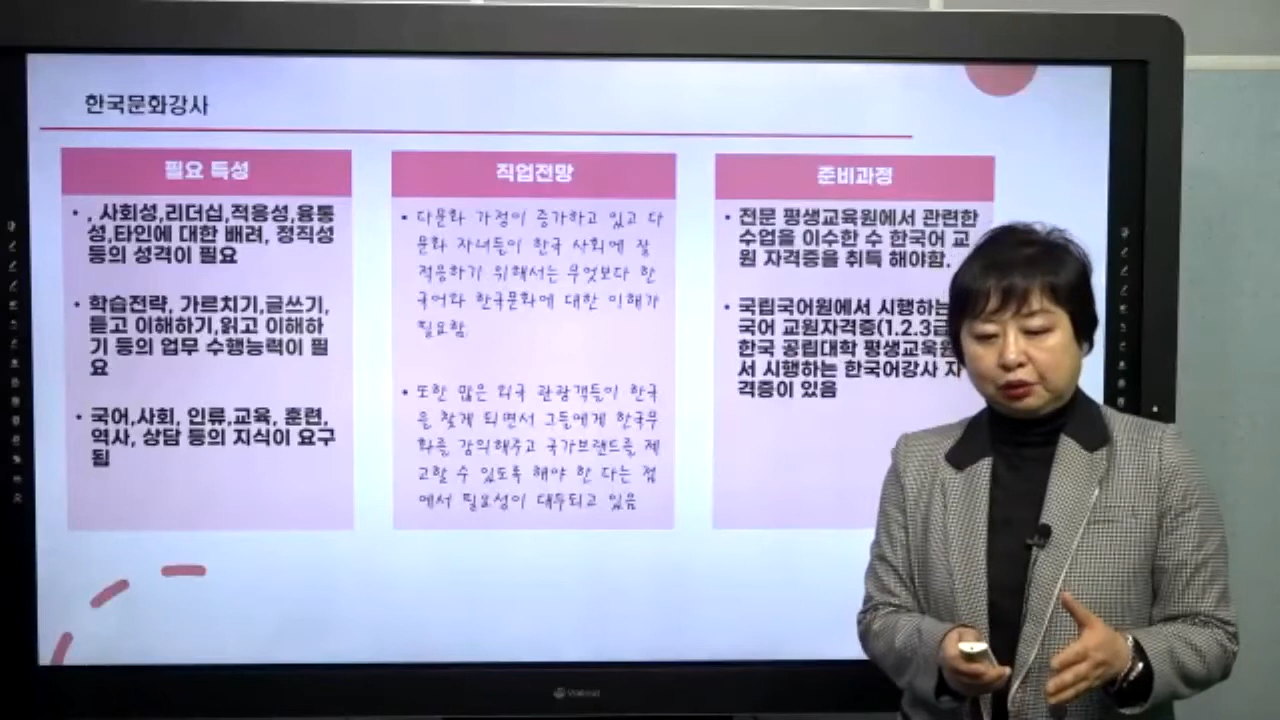 한국문화강사
필요 특성
• , 사회성,리더십,적응성,융통
성,타인에 대한 배려, 정직성
등의 성격이 필요
• 학습전략, 가르치기,글쓰기,
듣고 이해하기,읽고 이해하
기 등의 업무 수행능력이 필
요
• 국어,사회, 인류,교육, 훈련,
역사, 상담 등의 지식이 요구
됨
직업전망
• 다문화 가정이 증가하고 있고 다
문화 자녀들이 한국 사회에 잘
적응하기 위해서는 무엇보다 한
국어와 한국문화에 대한 이해가
필요함.
• 또한 많은 외국 관광객들이 한국
을 찾게 되면서 그들에게 한국문
화를 강의해주고 국가브랜드를 제
고할 수 있도록 해야 한 다는 점
에서 필요성이 대두되고 있음
준비과정
• 전문 평생교육원에서 관련한
수업을 이수한 수 한국어 교
원 자격증을 취득 해야함.
• 국립국어원에서 시행하는
국어 교원자격증(1.2.3급
한국 공립대학 평생교육원
서 시행하는 한국어강사 자
격증이 있음